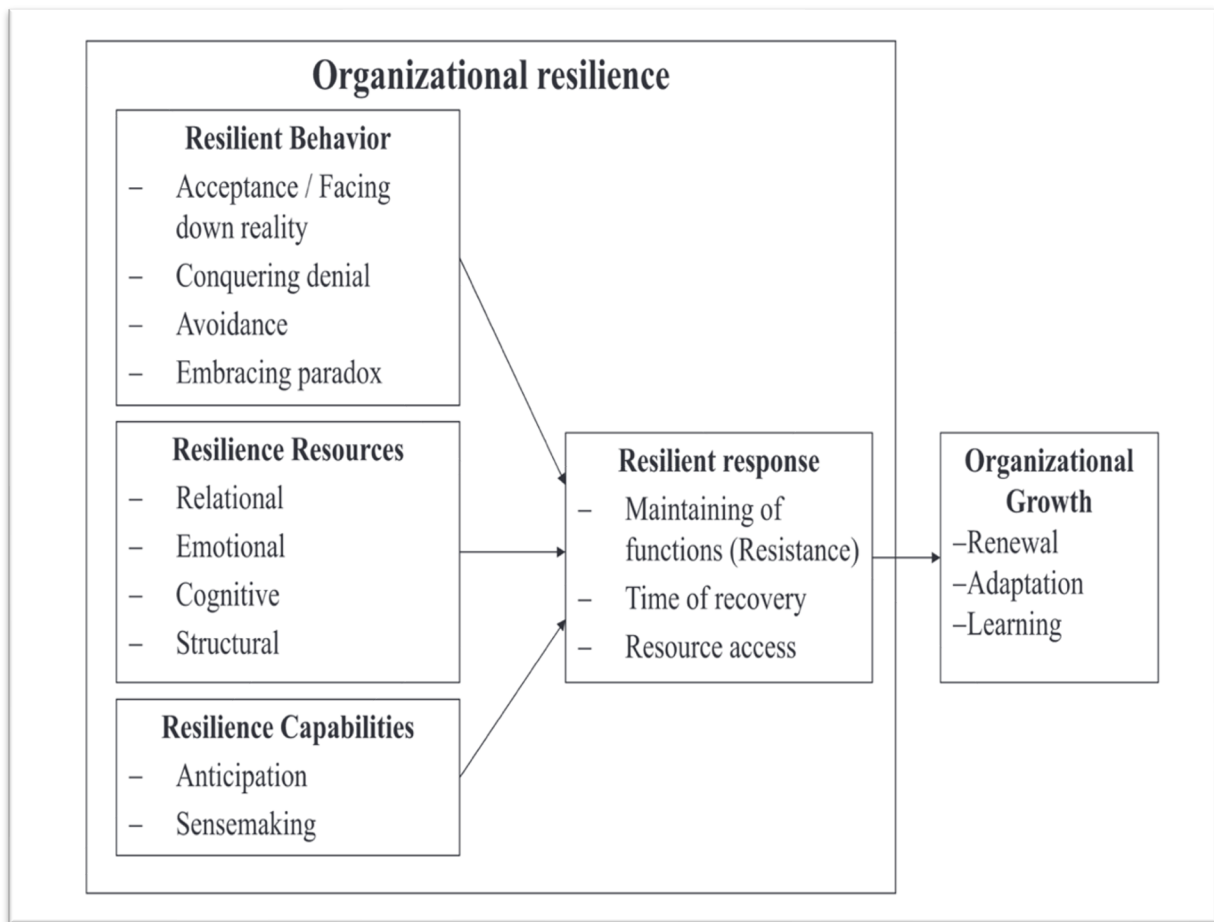 Organizational resilience
Resilient Behavior
– Acceptance / Facing
down reality
– Conquering denial
– Avoidance
– Embracing paradox
Resilience Resources
– Relational
– Emotional
– Cognitive
– Structural
Resilience Capabilities
– Anticipation
– Sensemaking
Resilient response
– Maintaining of
functions (Resistance)
– Time of recovery
– Resource access
Organizational
Growth
–Renewal
–Adaptation
–Learning